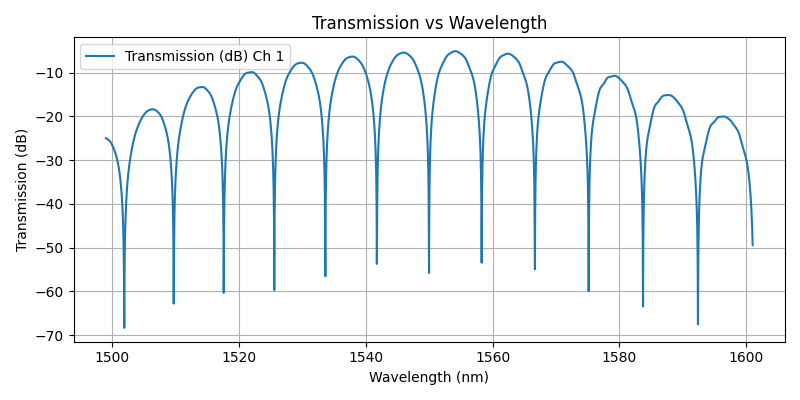 Transmission vs Wavelength
Transmission (dB) Ch 1
−10
−20
−30
−40
−50
−60
−70
Transmission (dB)
1500 1520 1540 1560 1580 1600
Wavelength (nm)